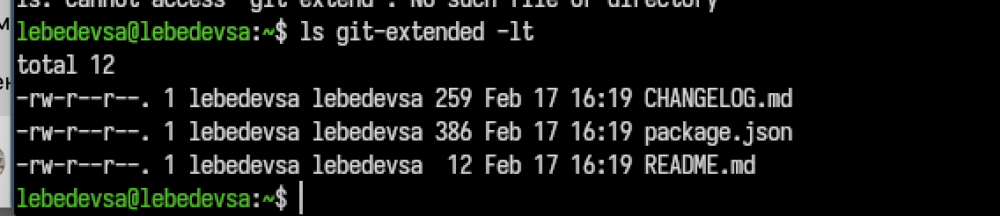 ls: cannot access 'git extend': No such file or directory
lebedevsa@lebedevsa:~$ ls git-extended -lt
total 12
-rw-r--r--. 1 lebedevsa lebedevsa 259 Feb 17 16:19 CHANGELOG.md
-rw-r--r--. 1 lebedevsa lebedevsa 386 Feb 17 16:19 package.json
-rw-r--r--. 1 lebedevsa lebedevsa  12 Feb 17 16:19 README.md
lebedevsa@lebedevsa:~$